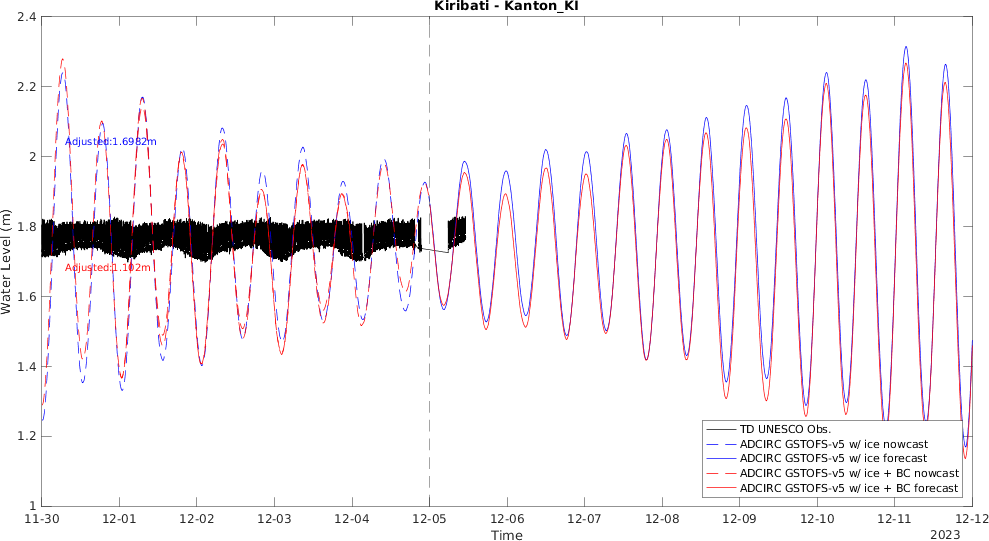 Kiribati - Kanton_KI
2.4
2.2
2
1.8
1.6
1.4
1.2
1
Water Level (m)
Adjusted:1.6982m
Adjusted:1.102m
TD UNESCO Obs.
ADCIRC GSTOFS-v5 w/ ice nowcast
ADCIRC GSTOFS-v5 w/ ice forecast
ADCIRC GSTOFS-v5 w/ ice + BC nowcast
ADCIRC GSTOFS-v5 w/ ice + BC forecast
11-30 12-01 12-02 12-03 12-04 12-05 12-06 12-07 12-08 12-09 12-10 12-11 12-12
Time
2023